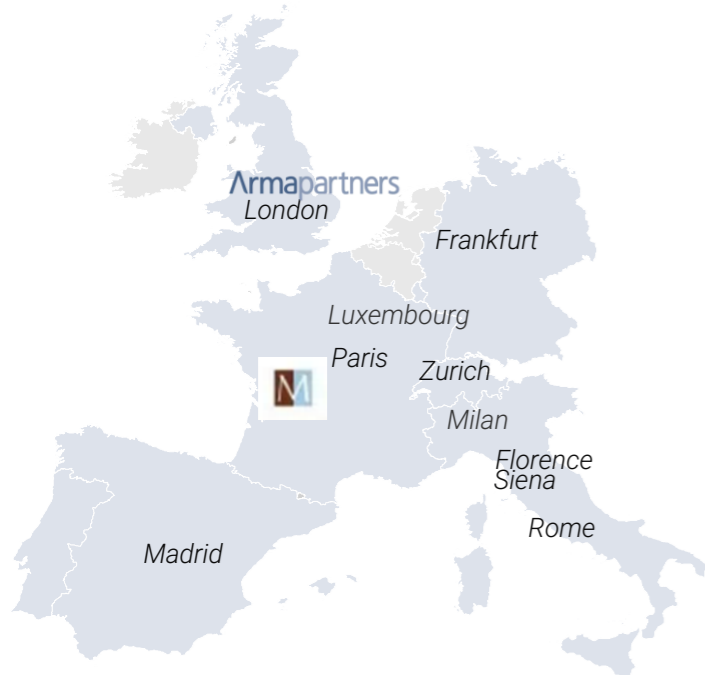 Armapartners
London
Frankfurt
Luxembourg
Paris
Zurich
M
Milan
Florence
Siena
Rome
Madrid